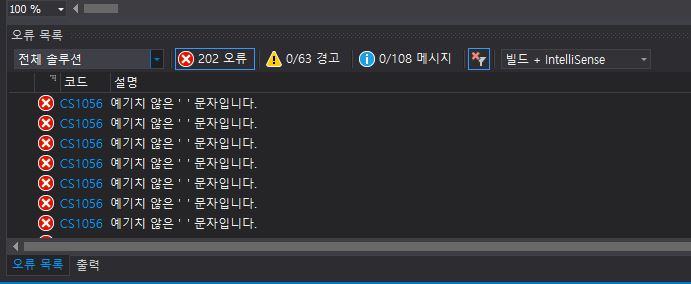 100 %
오류 목록
전체 솔루션 202 오류 0/63 경고 0/108 메시지 빌드 + IntelliSense
코드 설명
CS1056 예기치 않은 ' ' 문자입니다.
CS1056 예기치 않은 ' ' 문자입니다.
CS1056 예기치 않은 ' ' 문자입니다.
CS1056 예기치 않은 ' ' 문자입니다.
CS1056 예기치 않은 ' ' 문자입니다.
CS1056 예기치 않은 ' ' 문자입니다.
CS1056 예기치 않은 ' ' 문자입니다.
오류 목록 출력